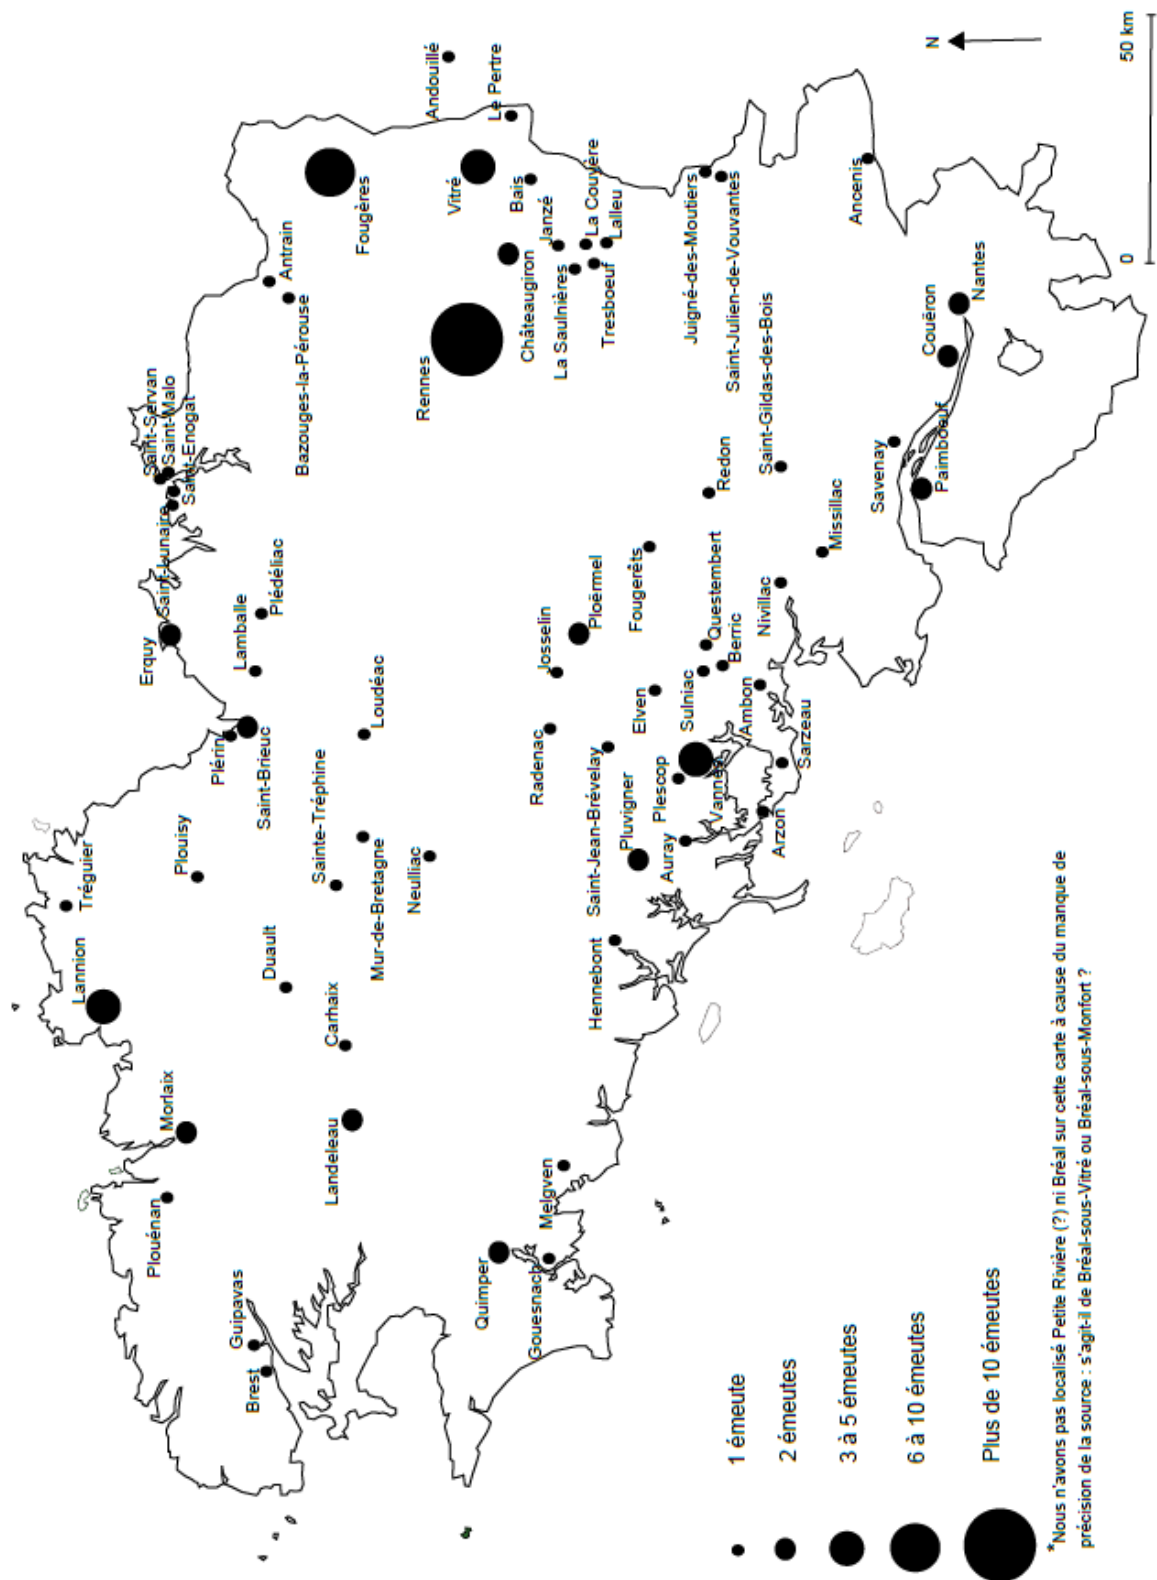 Andouillé
Le Pertre
Fougères
Vitré
Bais
Janzé
La Couyère
Lalleu
Châteaugiron
La Saulnières
Tresboeuf
Antrain
Bazouges-la-Pérouse
Rennes
Juigné-des-Moutiers
Saint-Julien-de-Vouvantes
Ancenis
Nantes
Couëron
Paimboeuf
Savenay
Saint-Gildas-des-Bois
Redon
Missillac
Nivillac
Saint-Servan
Saint-Malo
Saint-Enogat
Saint-Lunaire
Erquy
Lamballe
Plédéliac
Plérin
Saint-Brieuc
Loudéac
Josselin
Ploërmel
Fougerêts
Questembert
Berric
Sulniac
Elven
Ambon
Sarzeau
Radenac
Saint-Jean-Brévelay
Plescop
Vannes
Pluvigner
Auray
Arzon
Tréguier
Plouisy
Sainte-Tréphine
Mur-de-Bretagne
Neulliac
Lannion
Duault
Carhaix
Hennebont
Morlaix
Landeleau
Plouénan
Melgven
Quimper
Gouesnach
Guipavas
Brest
N
0
50 km
1 émeute
2 émeutes
3 à 5 émeutes
6 à 10 émeutes
Plus de 10 émeutes
*Nous n'avons pas localisé Petite Rivière (?) ni Bréal sur cette carte à cause du manque de
précision de la source : s'agit-il de Bréal-sous-Vitré ou Bréal-sous-Monfort ?